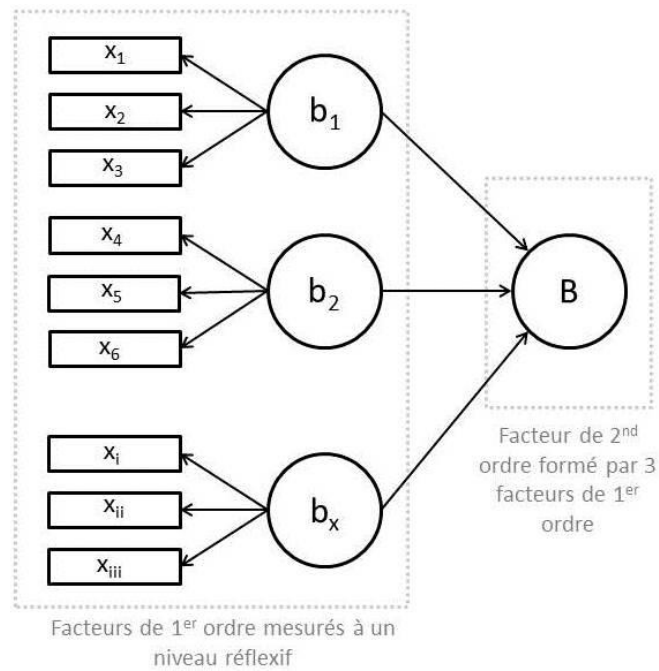 x₁
x₂
x₃
b₁
x₄
x₅
x₆
b₂
B
xᵢ
xᵢᵢ
xᵢᵢᵢ
bₓ
Facteur de 2ⁿᵈ
ordre formé par 3
facteurs de 1ᵉʳ
ordre
Facteurs de 1ᵉʳ ordre mesurés à un
niveau réflexif